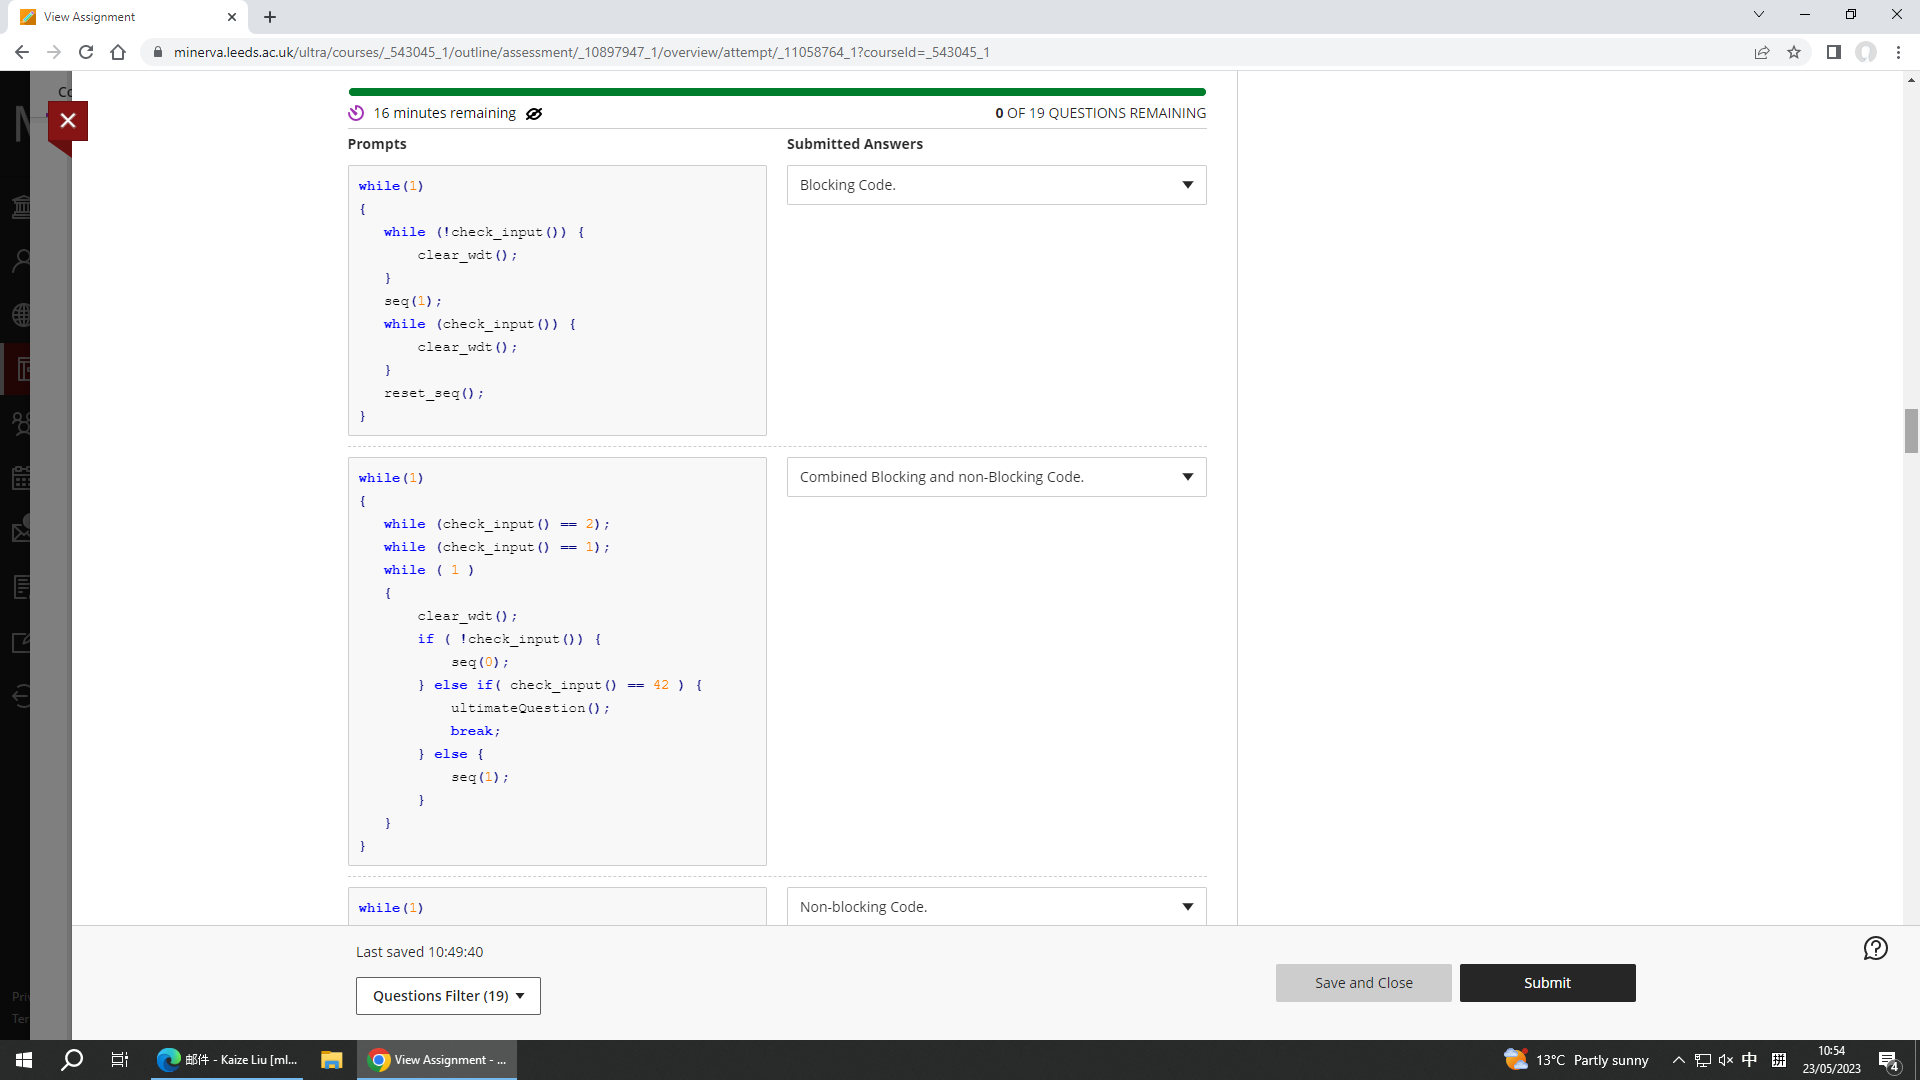 View Assignment
minerva.leeds.ac.uk/ultra/courses/_543045_1/outline/assessment/_10897947_1/overview/attempt/_11058764_1?courseId=_543045_1
16 minutes remaining
0 OF 19 QUESTIONS REMAINING
Prompts
Submitted Answers
while(1)
{
while (!check_input()) {
clear_wdt();
}
seq(1);
while (check_input()) {
clear_wdt();
}
reset_seq();
}
Blocking Code.
while(1)
{
while (check_input() == 2);
while (check_input() == 1);
while ( 1 )
{
clear_wdt();
if ( !check_input()) {
seq(0);
} else if( check_input() == 42 ) {
ultimateQuestion();
break;
} else {
seq(1);
}
}
}
Combined Blocking and non-Blocking Code.
while(1)
Non-blocking Code.
Last saved 10:49:40
Questions Filter (19)
Save and Close
Submit
邮件 - Kaize Liu [ml...
View Assignment - ...
13°C Partly sunny
中
拼
10:54
23/05/2023
4